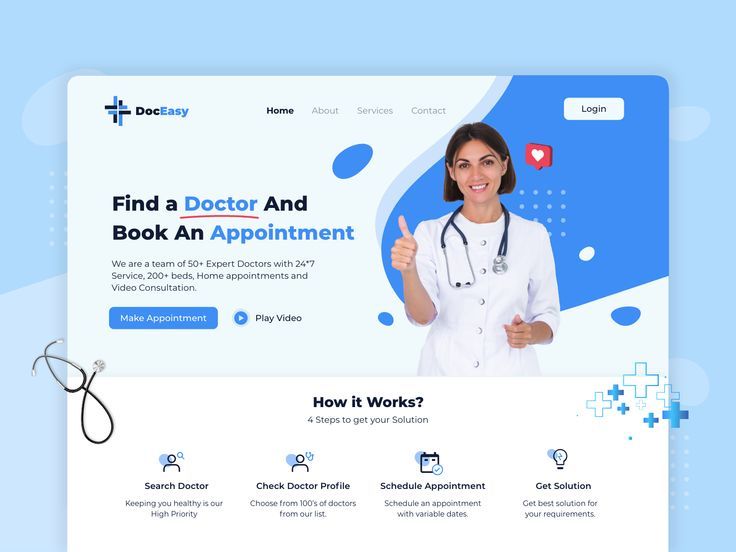 DocEasy
Home About Services Contact
Login
Find a Doctor And
Book An Appointment
We are a team of 50+ Expert Doctors with 24*7
Service, 200+ beds, Home appointments and
Video Consultation.
Make Appointment
Play Video
How it Works?
4 Steps to get your Solution
Search Doctor
Keeping you healthy is our
High Priority
Check Doctor Profile
Choose from 100's of doctors
from our list.
Schedule Appointment
Schedule an appointment
with variable dates.
Get Solution
Get best solution for
your requirements.